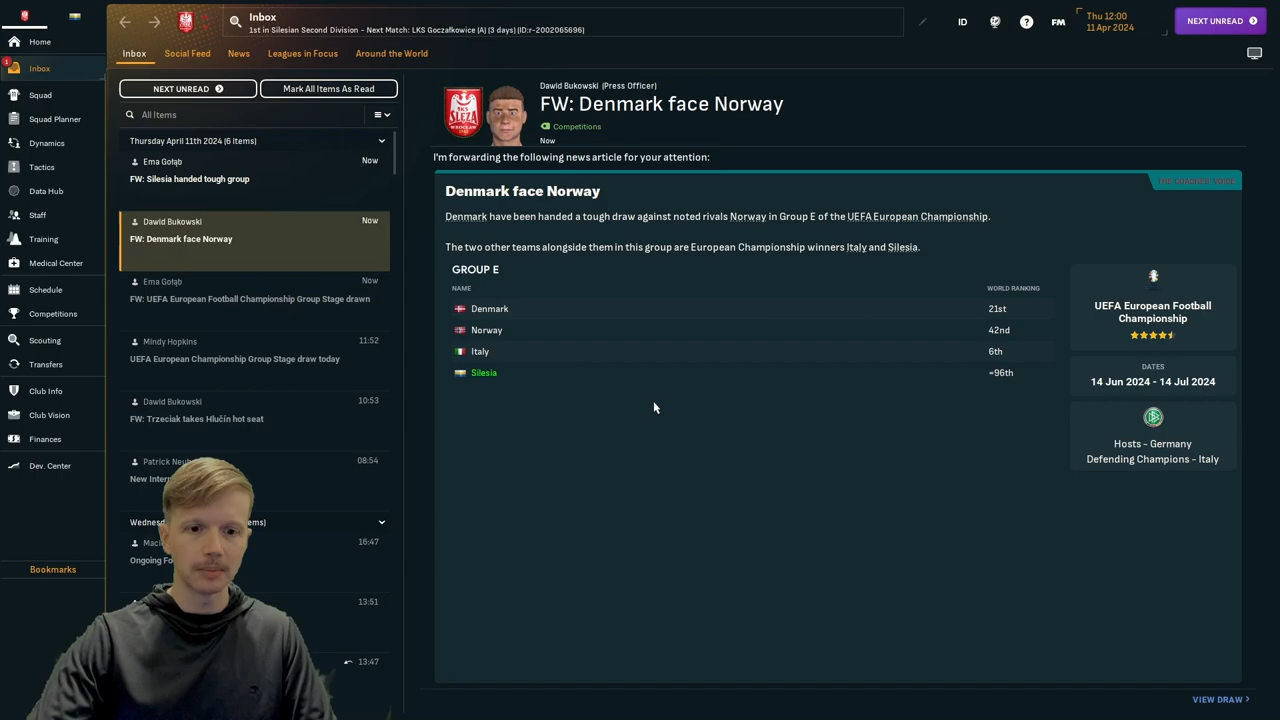 Inbox
1st in Silesian Second Division - Next Match: LKS Goczałkowice (A) (3 days) (ID:r-2002065696)
ID
?
FM
Thu 12:00
11 Apr 2024
NEXT UNREAD
Home
1
Inbox
Squad
Squad Planner
Dynamics
Tactics
Data Hub
Staff
Training
Medical Center
Schedule
Competitions
Scouting
Transfers
Club Info
Club Vision
Finances
Dev. Center
Bookmarks
Inbox
Social Feed
News
Leagues in Focus
Around the World
NEXT UNREAD
Mark All Items As Read
All Items
Thursday April 11th 2024 (6 items)
Ema Gołąb
Now
FW: Silesia handed tough group
Dawid Bukowski
Now
FW: Denmark face Norway
Ema Gołąb
Now
FW: UEFA European Football Championship Group Stage drawn
Mindy Hopkins
11:52
UEFA European Championship Group Stage draw today
Dawid Bukowski
10:53
FW: Trzeciak takes Hlučín hot seat
Patrick
08:54
New
16:47
Ongoing
13:51
13:47
Dawid Bukowski (Press Officer)
FW: Denmark face Norway
Competitions
Now
I'm forwarding the following news article for your attention:
Denmark face Norway
Denmark have been handed a tough draw against noted rivals Norway in Group E of the UEFA European Championship.
The two other teams alongside them in this group are European Championship winners Italy and Silesia.
GROUP E
NAME
WORLD RANKING
Denmark
21st
Norway
42nd
Italy
6th
Silesia
=96th
UEFA European Football
Championship
DATES
14 Jun 2024 - 14 Jul 2024
Hosts - Germany
Defending Champions - Italy
VIEW DRAW